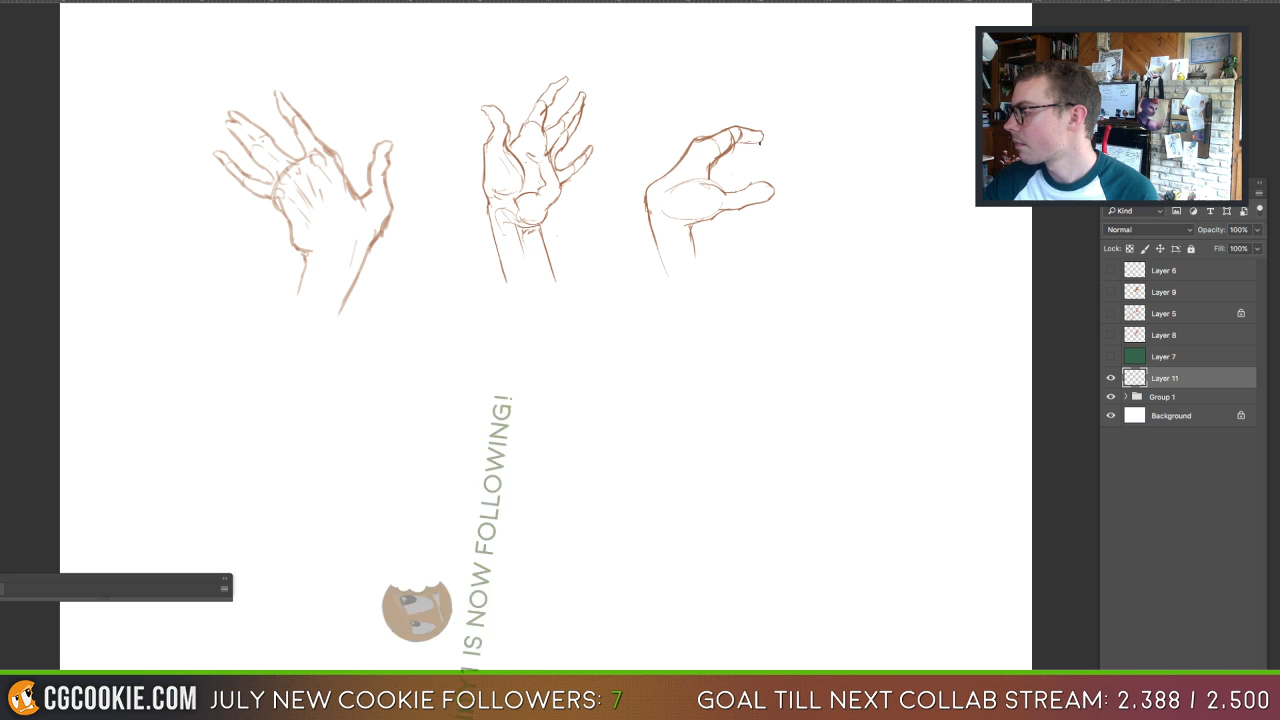 Kind
Normal
Opacity: 100%
Lock:
Fill: 100%
Layer 6
Layer 9
Layer 5
Layer 8
Layer 7
Layer 11
Group 1
Background
IS NOW FOLLOWING!
CGCOOKIE.COM
JULY NEW COOKIE FOLLOWERS: 7
GOAL TILL NEXT COLLAB STREAM: 2.388 / 2.500